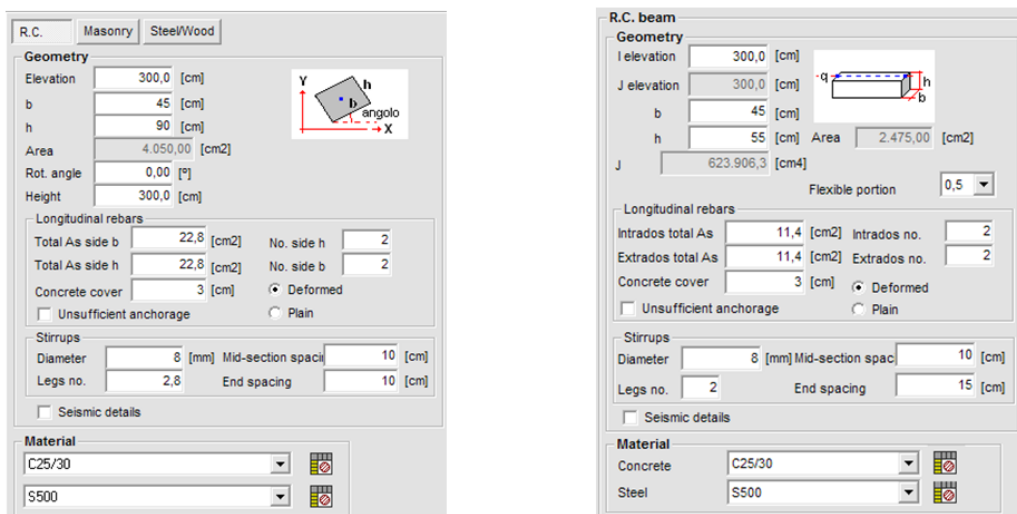 R.C. Masonry Steel/Wood
Geometry
Elevation 300,0 [cm]
b 45 [cm]
h 90 [cm]
Area 4.050,00 [cm2]
Rot. angle 0,00 [º]
Height 300,0 [cm]
Y h b angolo X
Longitudinal rebars
Total As side b 22,8 [cm2] No. side h 2
Total As side h 22,8 [cm2] No. side b 2
Concrete cover 3 [cm] Deformed
Unsufficient anchorage Plain
Stirrups
Diameter 8 [mm] Mid-section spacir 10 [cm]
Legs no. 2,8 End spacing 10 [cm]
Seismic details
Material
C25/30
S500
R.C. beam
Geometry
I elevation 300,0 [cm]
J elevation 300,0 [cm]
q h b
b 45 [cm]
h 55 [cm] Area 2.475,00 [cm2]
J 623.906,3 [cm4]
Flexible portion 0,5
Longitudinal rebars
Intrados total As 11,4 [cm2] Intrados no. 2
Extrados total As 11,4 [cm2] Extrados no. 2
Concrete cover 3 [cm] Deformed
Unsufficient anchorage Plain
Stirrups
Diameter 8 [mm] Mid-section spac 10 [cm]
Legs no. 2 End spacing 15 [cm]
Seismic details
Material
Concrete C25/30
Steel S500